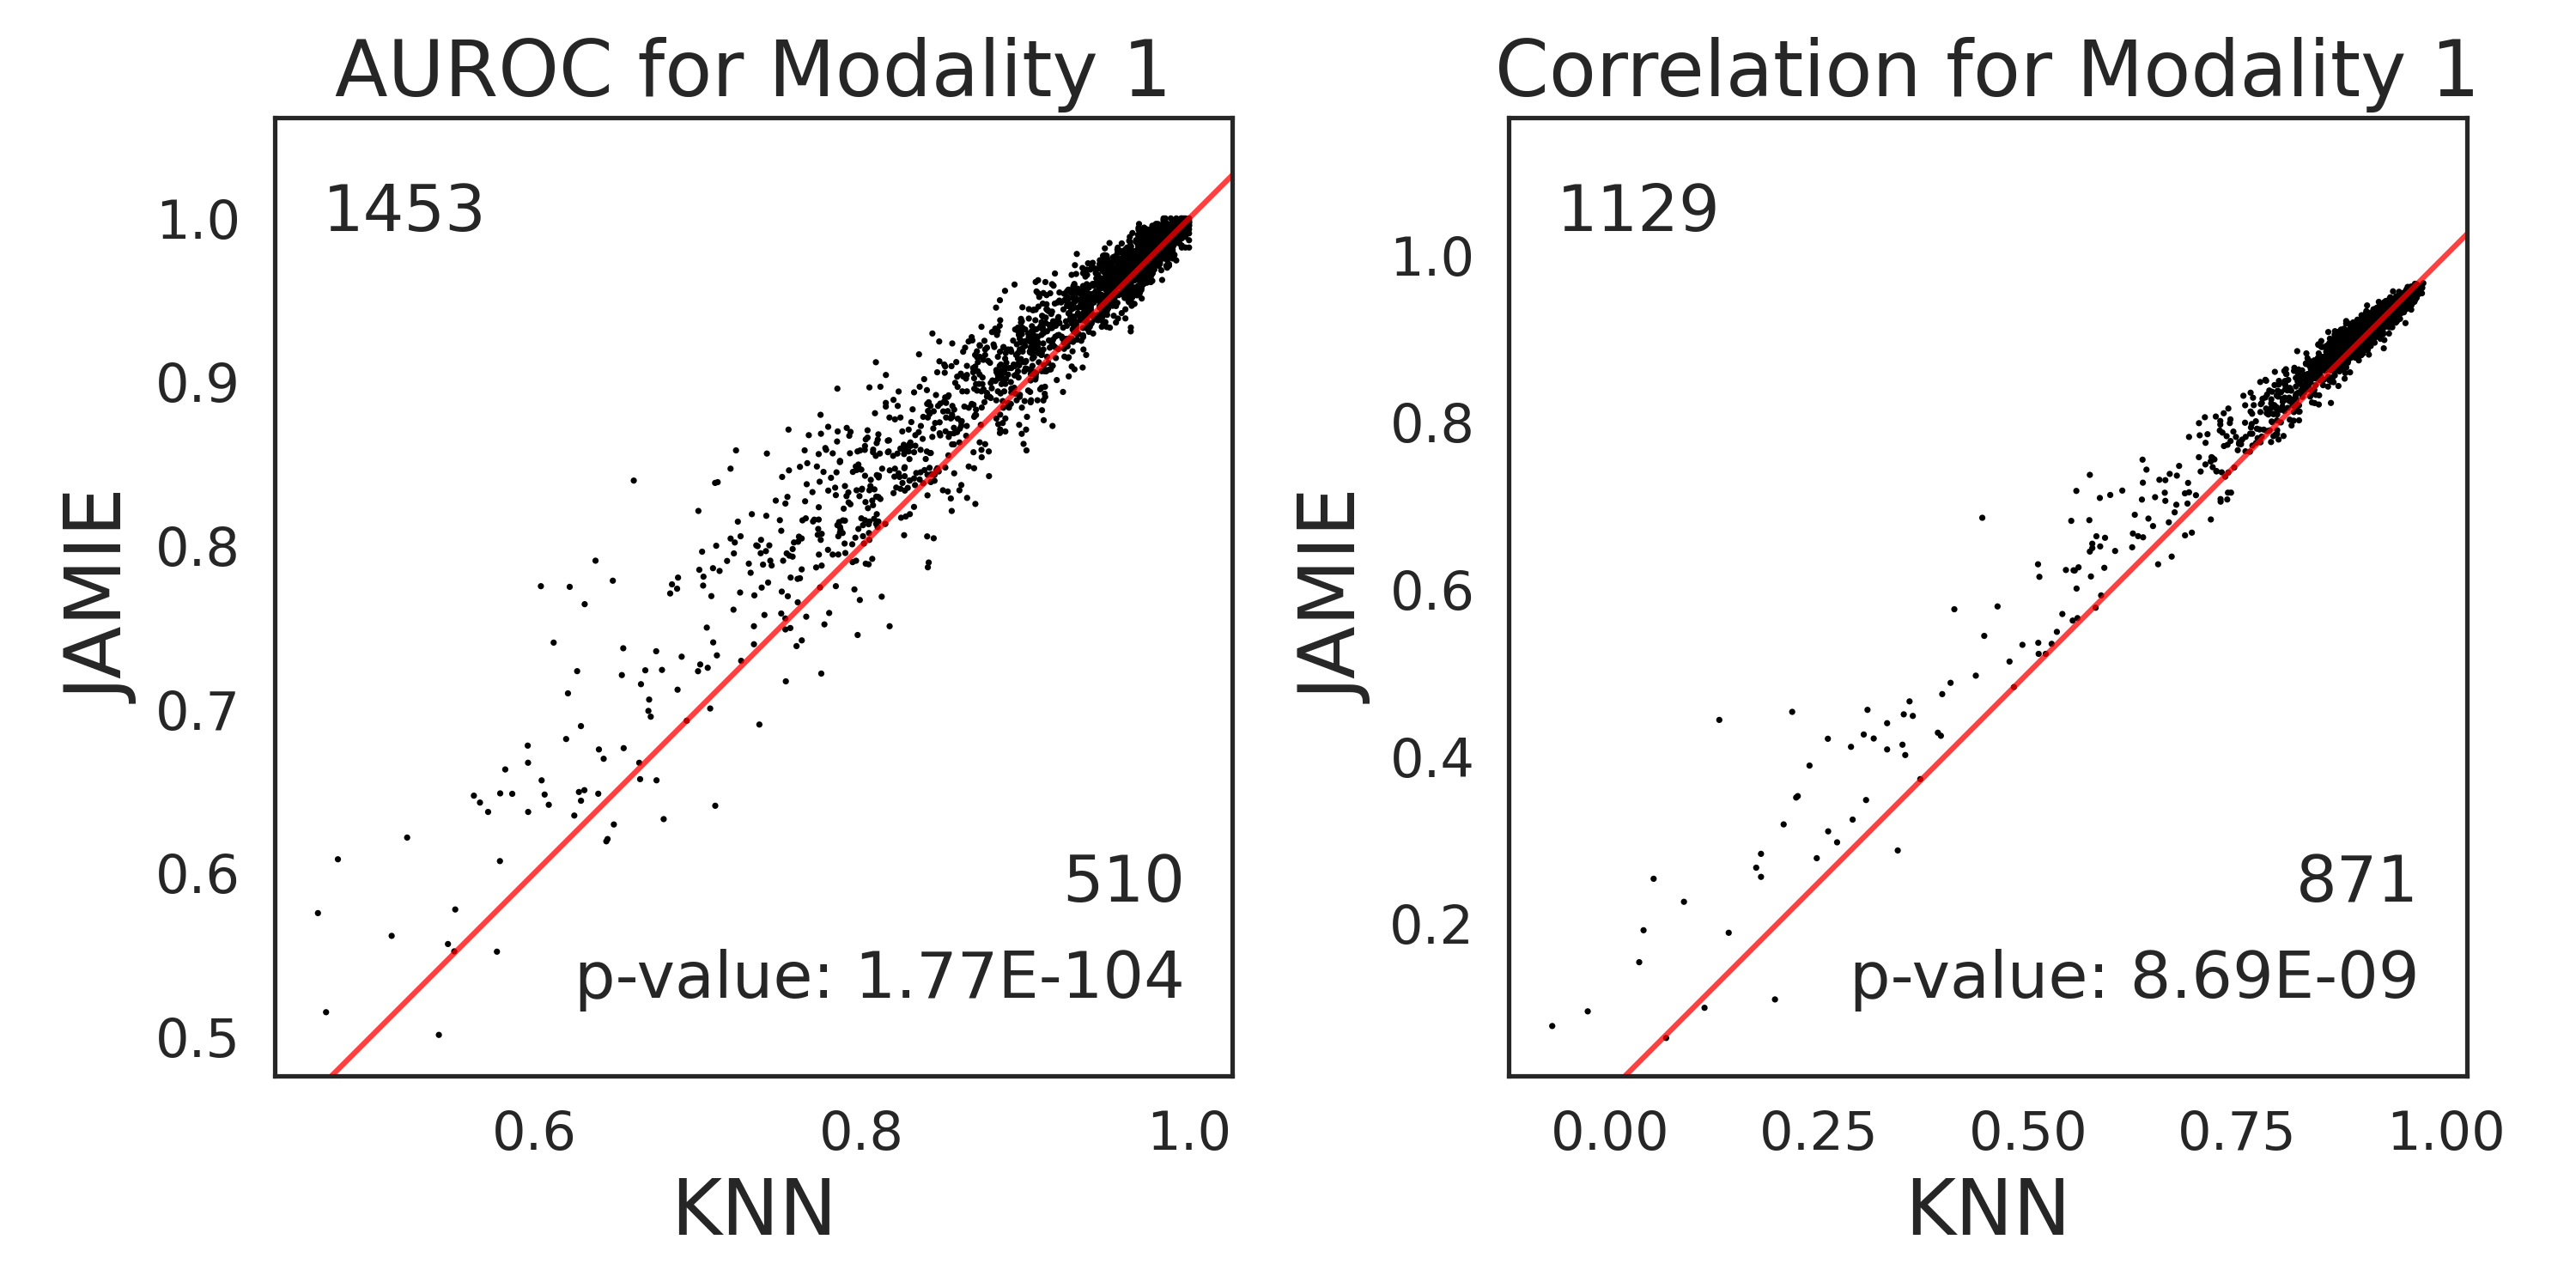 AUROC for Modality 1
1453
1.0
0.9
0.8
0.7
0.6
0.5
JAMIE
510
p-value: 1.77E-104
0.6 0.8 1.0
KNN
Correlation for Modality 1
1129
1.0
0.8
0.6
0.4
0.2
JAMIE
871
p-value: 8.69E-09
0.00 0.25 0.50 0.75 1.00
KNN